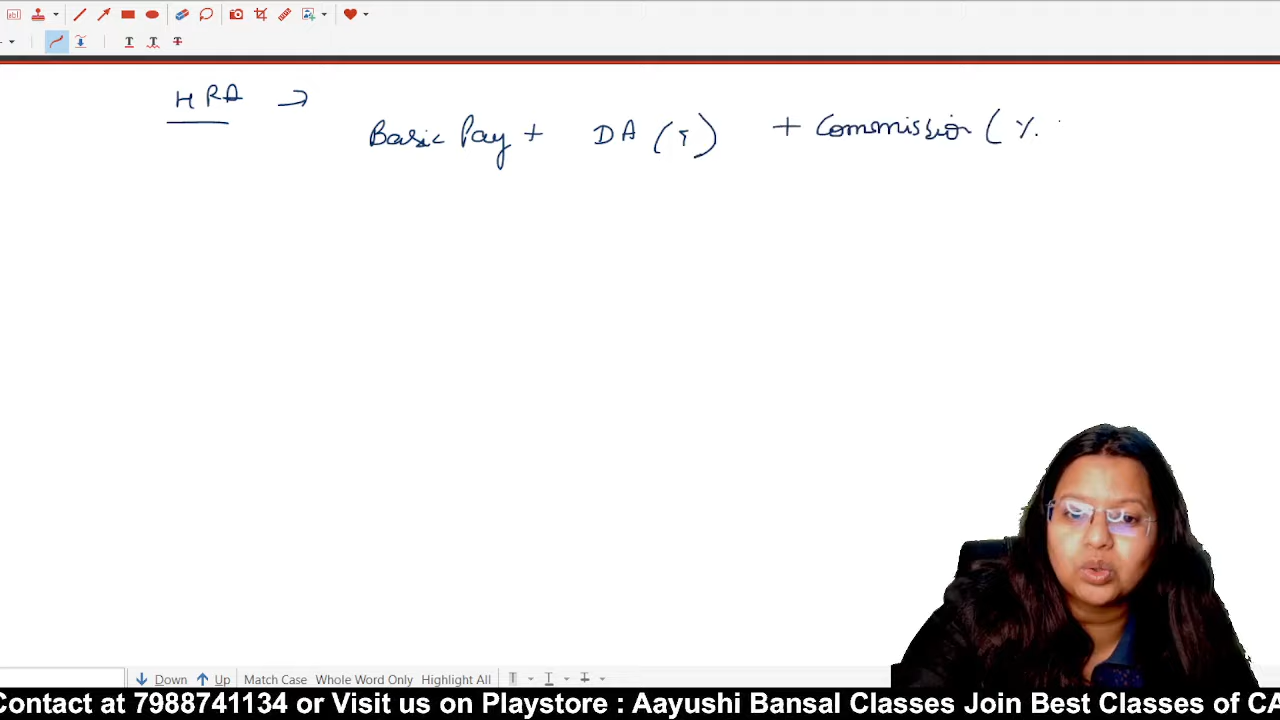 HRA →
Basic Pay + DA (T) + Commission ( %.
Down Up Match Case Whole Word Only Highlight All
Contact at 7988741134 or Visit us on Playstore : Aayushi Bansal Classes Join Best Classes of CA